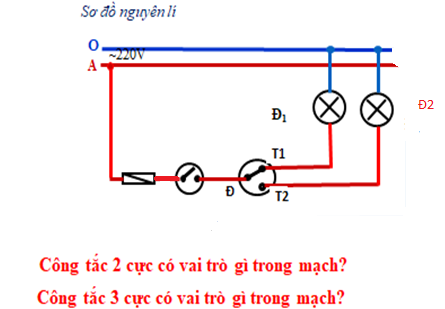 Sơ đồ nguyên lí
O
~220V
A
Đ1
Đ2
T1
Đ
T2
Công tắc 2 cực có vai trò gì trong mạch?
Công tắc 3 cực có vai trò gì trong mạch?